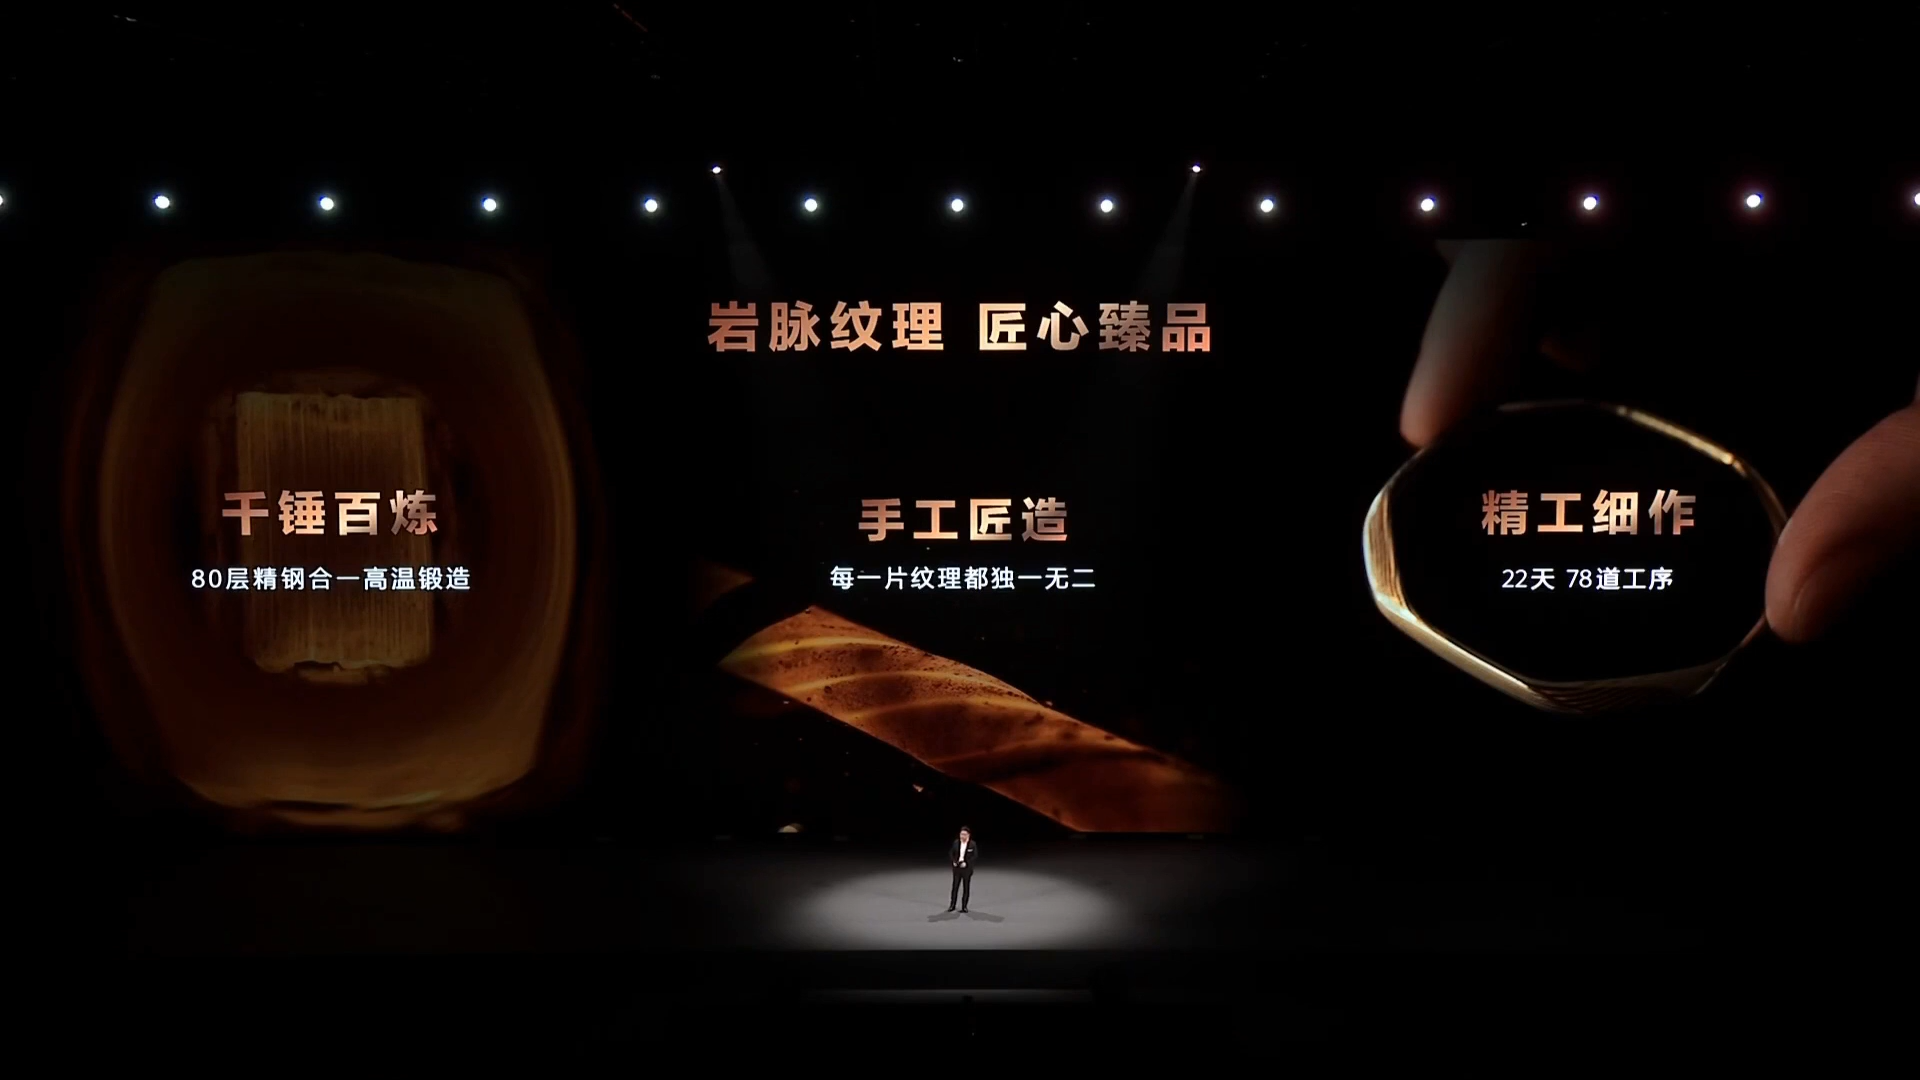 岩脉纹理 匠心臻品
千锤百炼
80层精钢合一高温锻造
手工匠造
每一片纹理都独一无二
精工细作
22天 78道工序